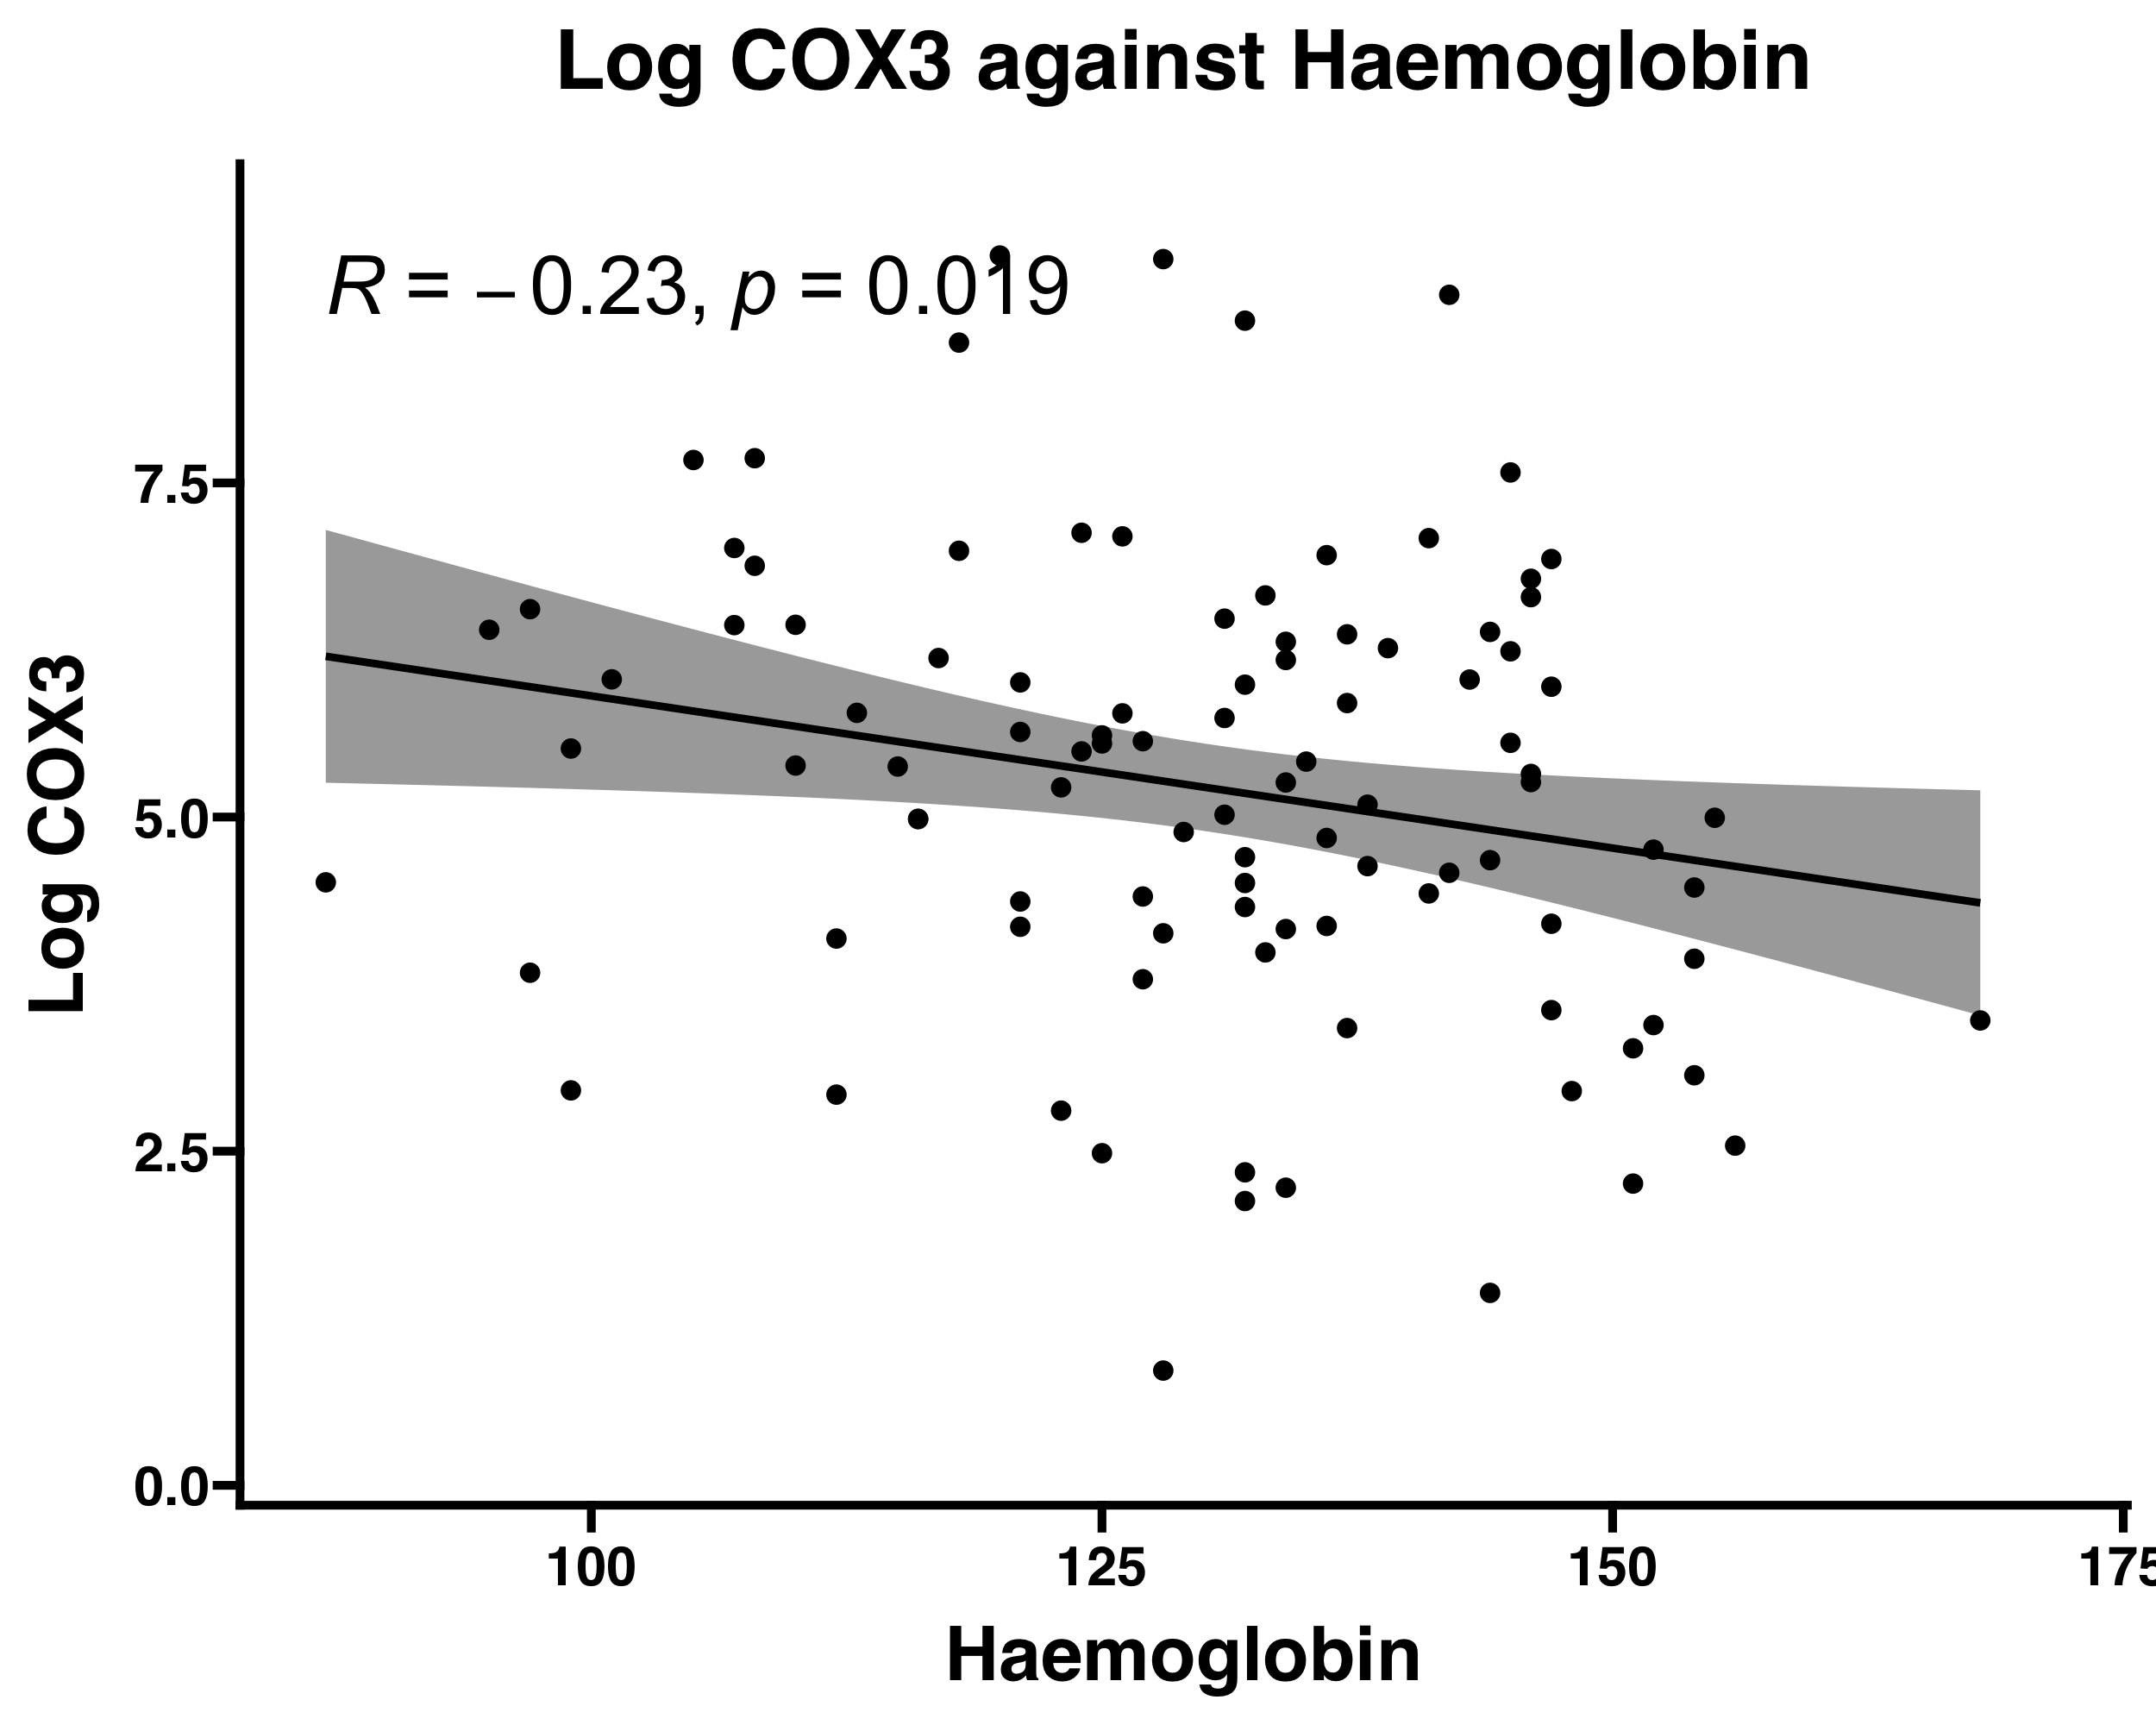 Log COX3 against Haemoglobin
R = − 0.23, p = 0.019
7.5
5.0
2.5
0.0
Log COX3
100 125 150 175
Haemoglobin